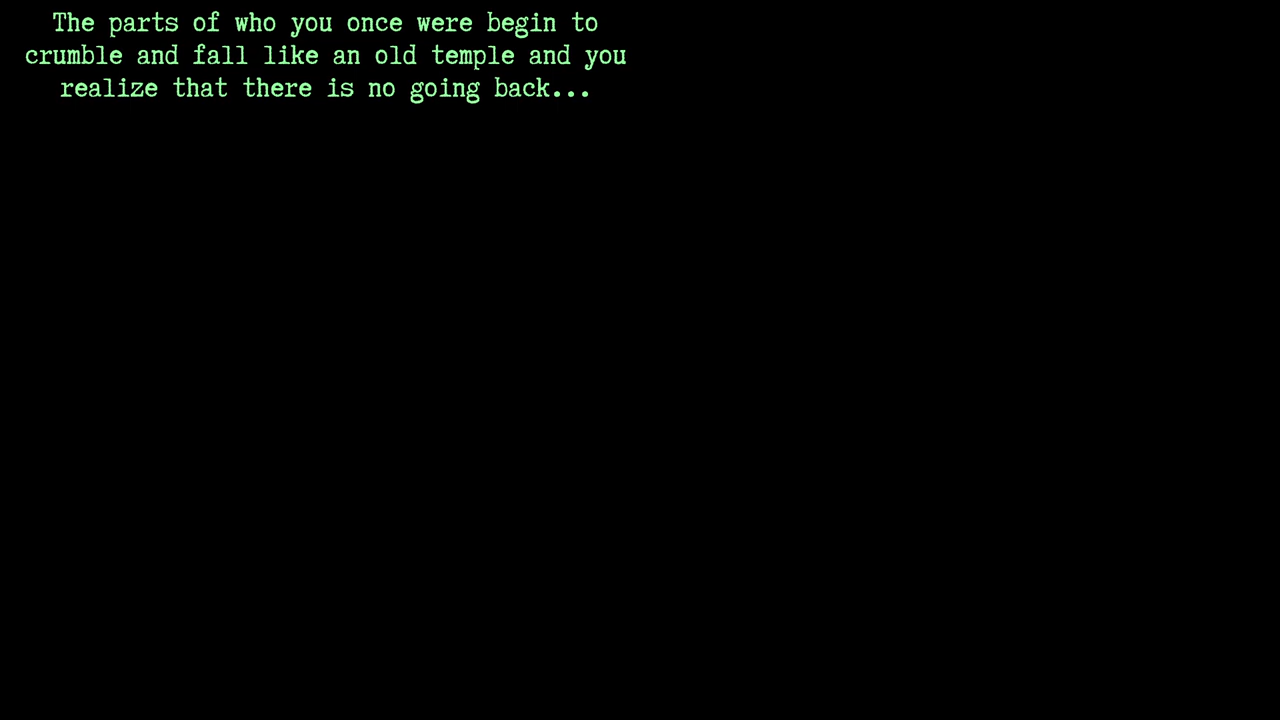 The parts of who you once were begin to
crumble and fall like an old temple and you
realize that there is no going back...